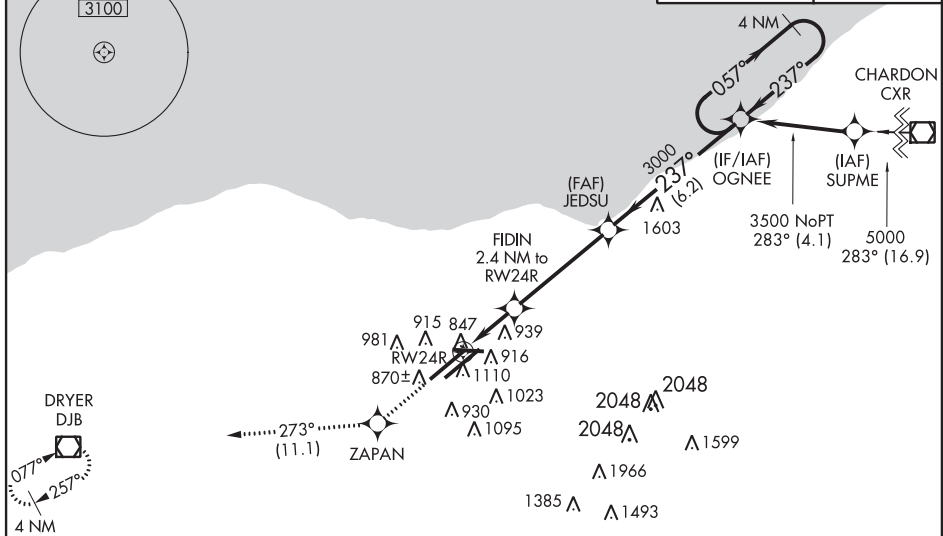 3100
4 NM
057°
237°
CHARDON
CXR
(IF/IAF)
OGNEE
(IAF)
SUPME
3000
237°
(6.2)
(FAF)
JEDSU
1603
3500 NoPT
283° (4.1)
5000
283° (16.9)
FIDIN
2.4 NM to
RW24R
939
981
915
847
RW24R
916
870±
1110
1023
930
1095
2048
2048
2048
1599
1966
1385
1493
DRYER
DJB
273°
(11.1)
ZAPAN
077°
257°
4 NM